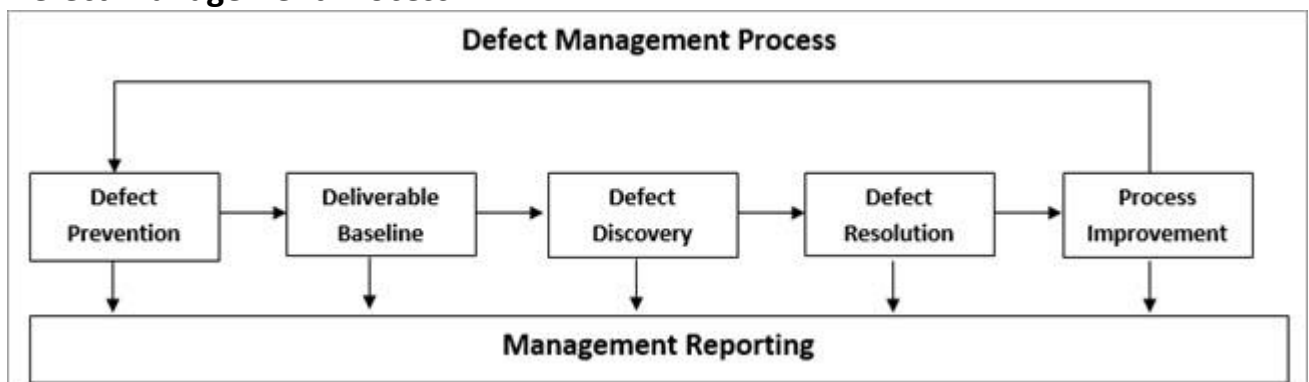 Defect Management Process
Defect
Prevention
Deliverable
Baseline
Defect
Discovery
Defect
Resolution
Process
Improvement
Management Reporting